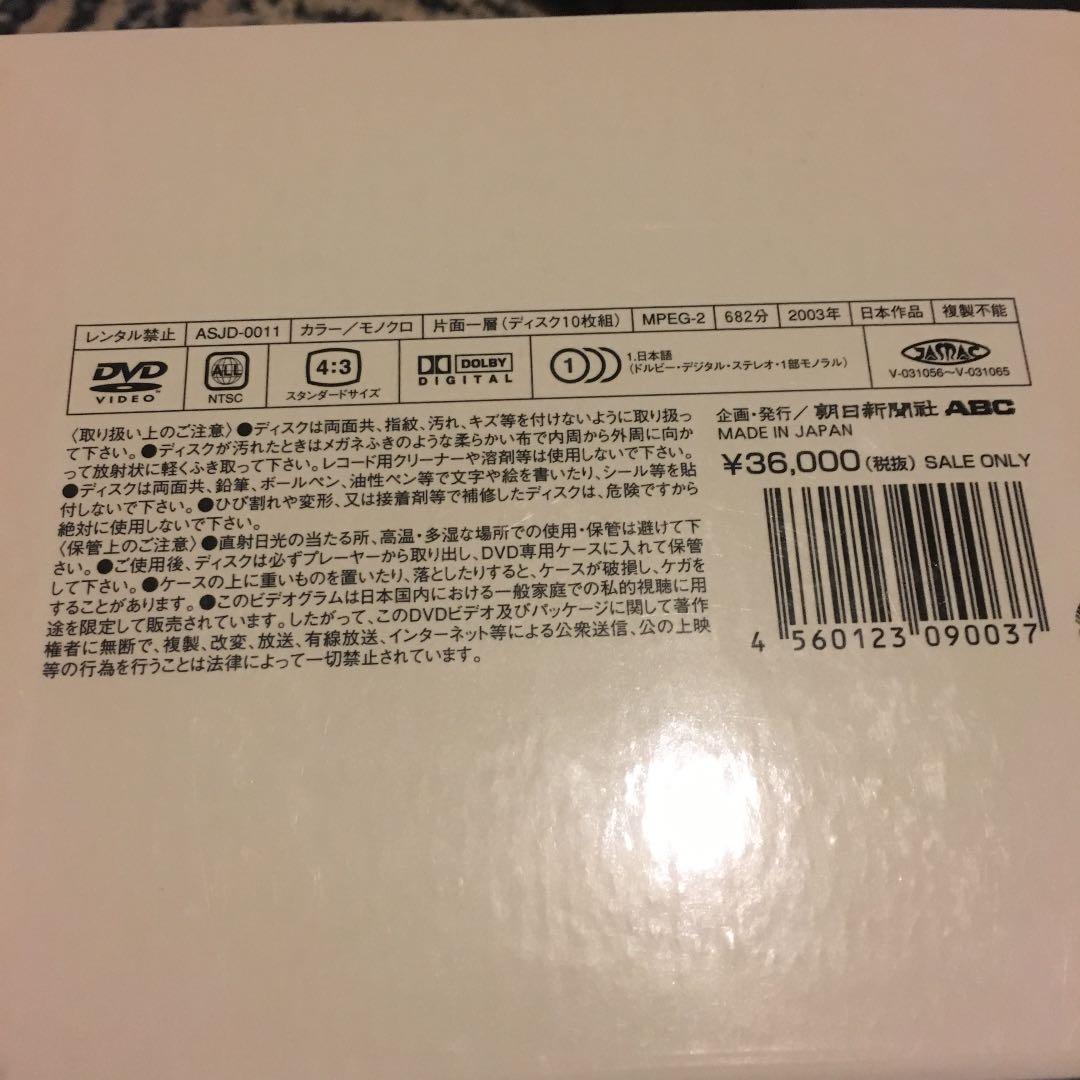 レンタル禁止 ASJD-0011 カラー／モノクロ 片面一層(ディスク10枚組) MPEG-2 682分 2003年 日本作品 複製不能
DVD
VIDEO™
ALL
NTSC
4:3
スタンダードサイズ
DOLBY
DIGITAL
1
1.日本語
(ドルビー・デジタル・ステレオ・1部モノラル)
JASRAC
V-031056〜V-031065
〈取り扱い上のご注意〉●ディスクは両面共、指紋、汚れ、キズ等を付けないように取り扱っ
て下さい。●ディスクが汚れたときはメガネふきのような柔らかい布で内周から外周に向か
って放射状に軽くふき取って下さい。レコード用クリーナーや溶剤等は使用しないで下さい。
●ディスクは両面共、鉛筆、ボールペン、油性ペン等で文字や絵を書いたり、シール等を貼
付しないで下さい。●ひび割れや変形、又は接着剤等で補修したディスクは、危険ですから
絶対に使用しないで下さい。
〈保管上のご注意〉●直射日光の当たる所、高温・多湿な場所での使用・保管は避けて下
さい。●ご使用後、ディスクは必ずプレーヤーから取り出し、DVD専用ケースに入れて保管
して下さい。●ケースの上に重いものを置いたり、落としたりすると、ケースが破損し、ケガを
することがあります。●このビデオグラムは日本国内における一般家庭での私的視聴に用
途を限定して販売されています。したがって、このDVDビデオ及びパッケージに関して著作
権者に無断で、複製、改変、放送、有線放送、インターネット等による公衆送信、公の上映
等の行為を行うことは法律によって一切禁止されています。
企画・発行／朝日新聞社 ABC
MADE IN JAPAN
¥36,000(税抜) SALE ONLY
4 560123 090037